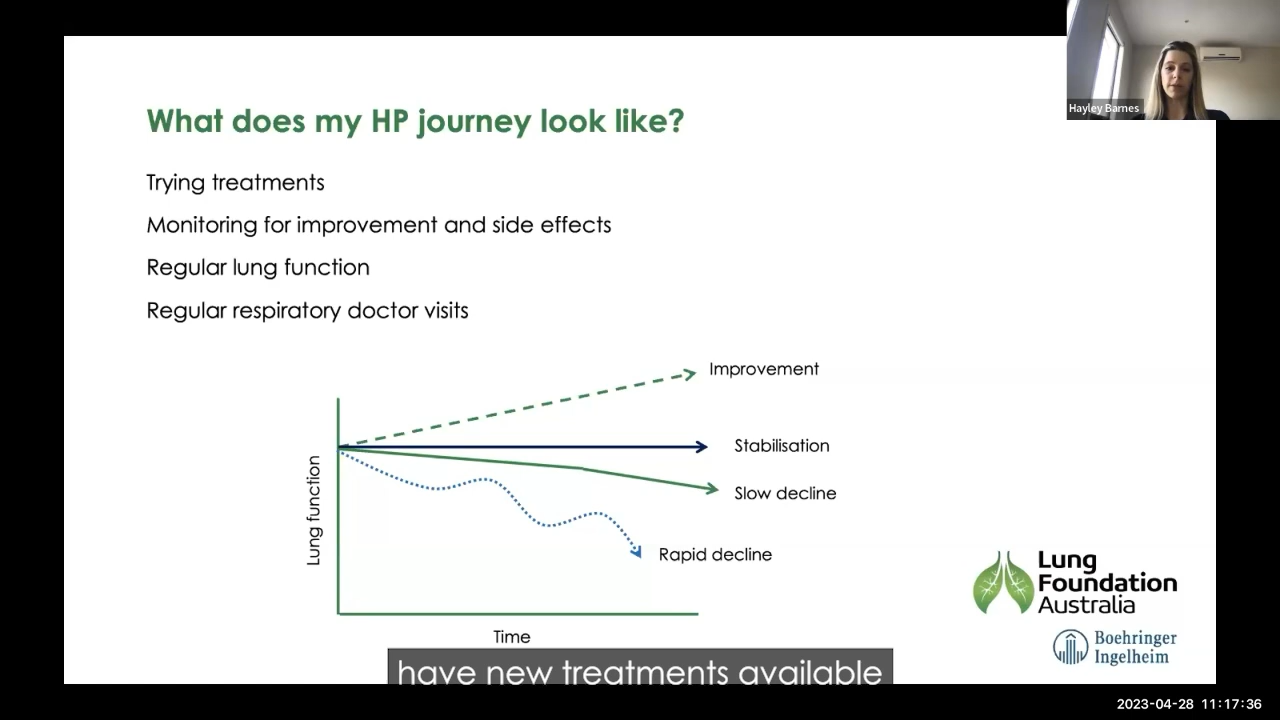 Hayley Barnes
What does my HP journey look like?
Trying treatments
Monitoring for improvement and side effects
Regular lung function
Regular respiratory doctor visits
Improvement
Stabilisation
Slow decline
Rapid decline
Lung function
Time
Lung
Foundation
Australia
Boehringer
Ingelheim
have new treatments available
2023-04-28 11:17:36